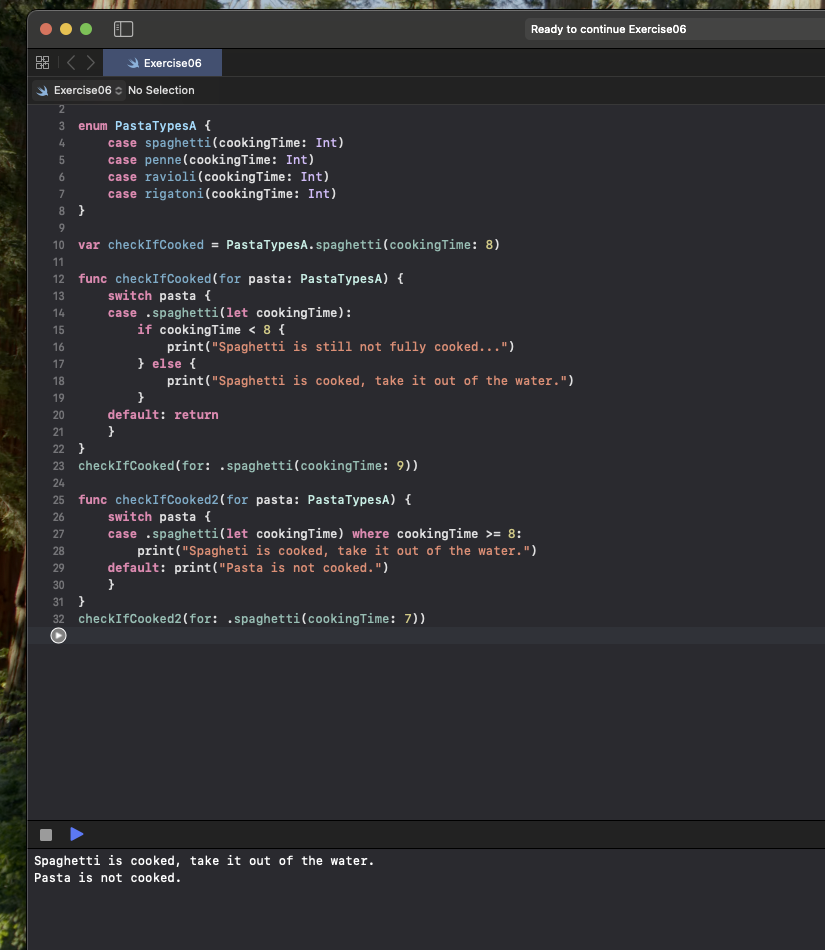 Ready to continue Exercise06
Exercise06
Exercise06 No Selection
2
3 enum PastaTypesA {
4 case spaghetti(cookingTime: Int)
5 case penne(cookingTime: Int)
6 case ravioli(cookingTime: Int)
7 case rigatoni(cookingTime: Int)
8 }
9
10 var checkIfCooked = PastaTypesA.spaghetti(cookingTime: 8)
11
12 func checkIfCooked(for pasta: PastaTypesA) {
13 switch pasta {
14 case .spaghetti(let cookingTime):
15 if cookingTime < 8 {
16 print("Spaghetti is still not fully cooked...")
17 } else {
18 print("Spaghetti is cooked, take it out of the water.")
19 }
20 default: return
21 }
22 }
23 checkIfCooked(for: .spaghetti(cookingTime: 9))
24
25 func checkIfCooked2(for pasta: PastaTypesA) {
26 switch pasta {
27 case .spaghetti(let cookingTime) where cookingTime >= 8:
28 print("Spagheti is cooked, take it out of the water.")
29 default: print("Pasta is not cooked.")
30 }
31 }
32 checkIfCooked2(for: .spaghetti(cookingTime: 7))
Spaghetti is cooked, take it out of the water.
Pasta is not cooked.